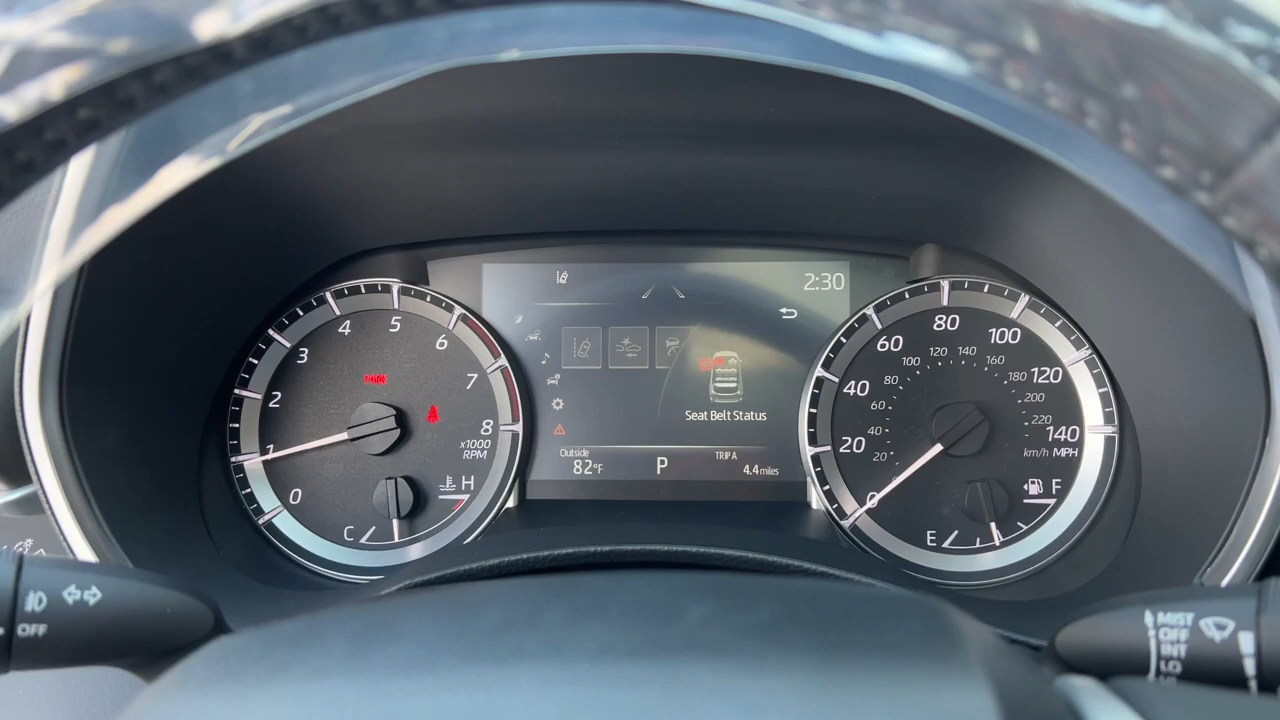 2:30
0
1
2
3
4
5
6
7
8
x1000
RPM
C
H
Seat Belt Status
Outside
82°F
P
TRIP A
4.4 miles
0
20
40
60
80
100
120
140
20
40
60
80
100
120
140
160
180
200
220
km/h MPH
E
F
OFF
MIST
OFF
INT
LO